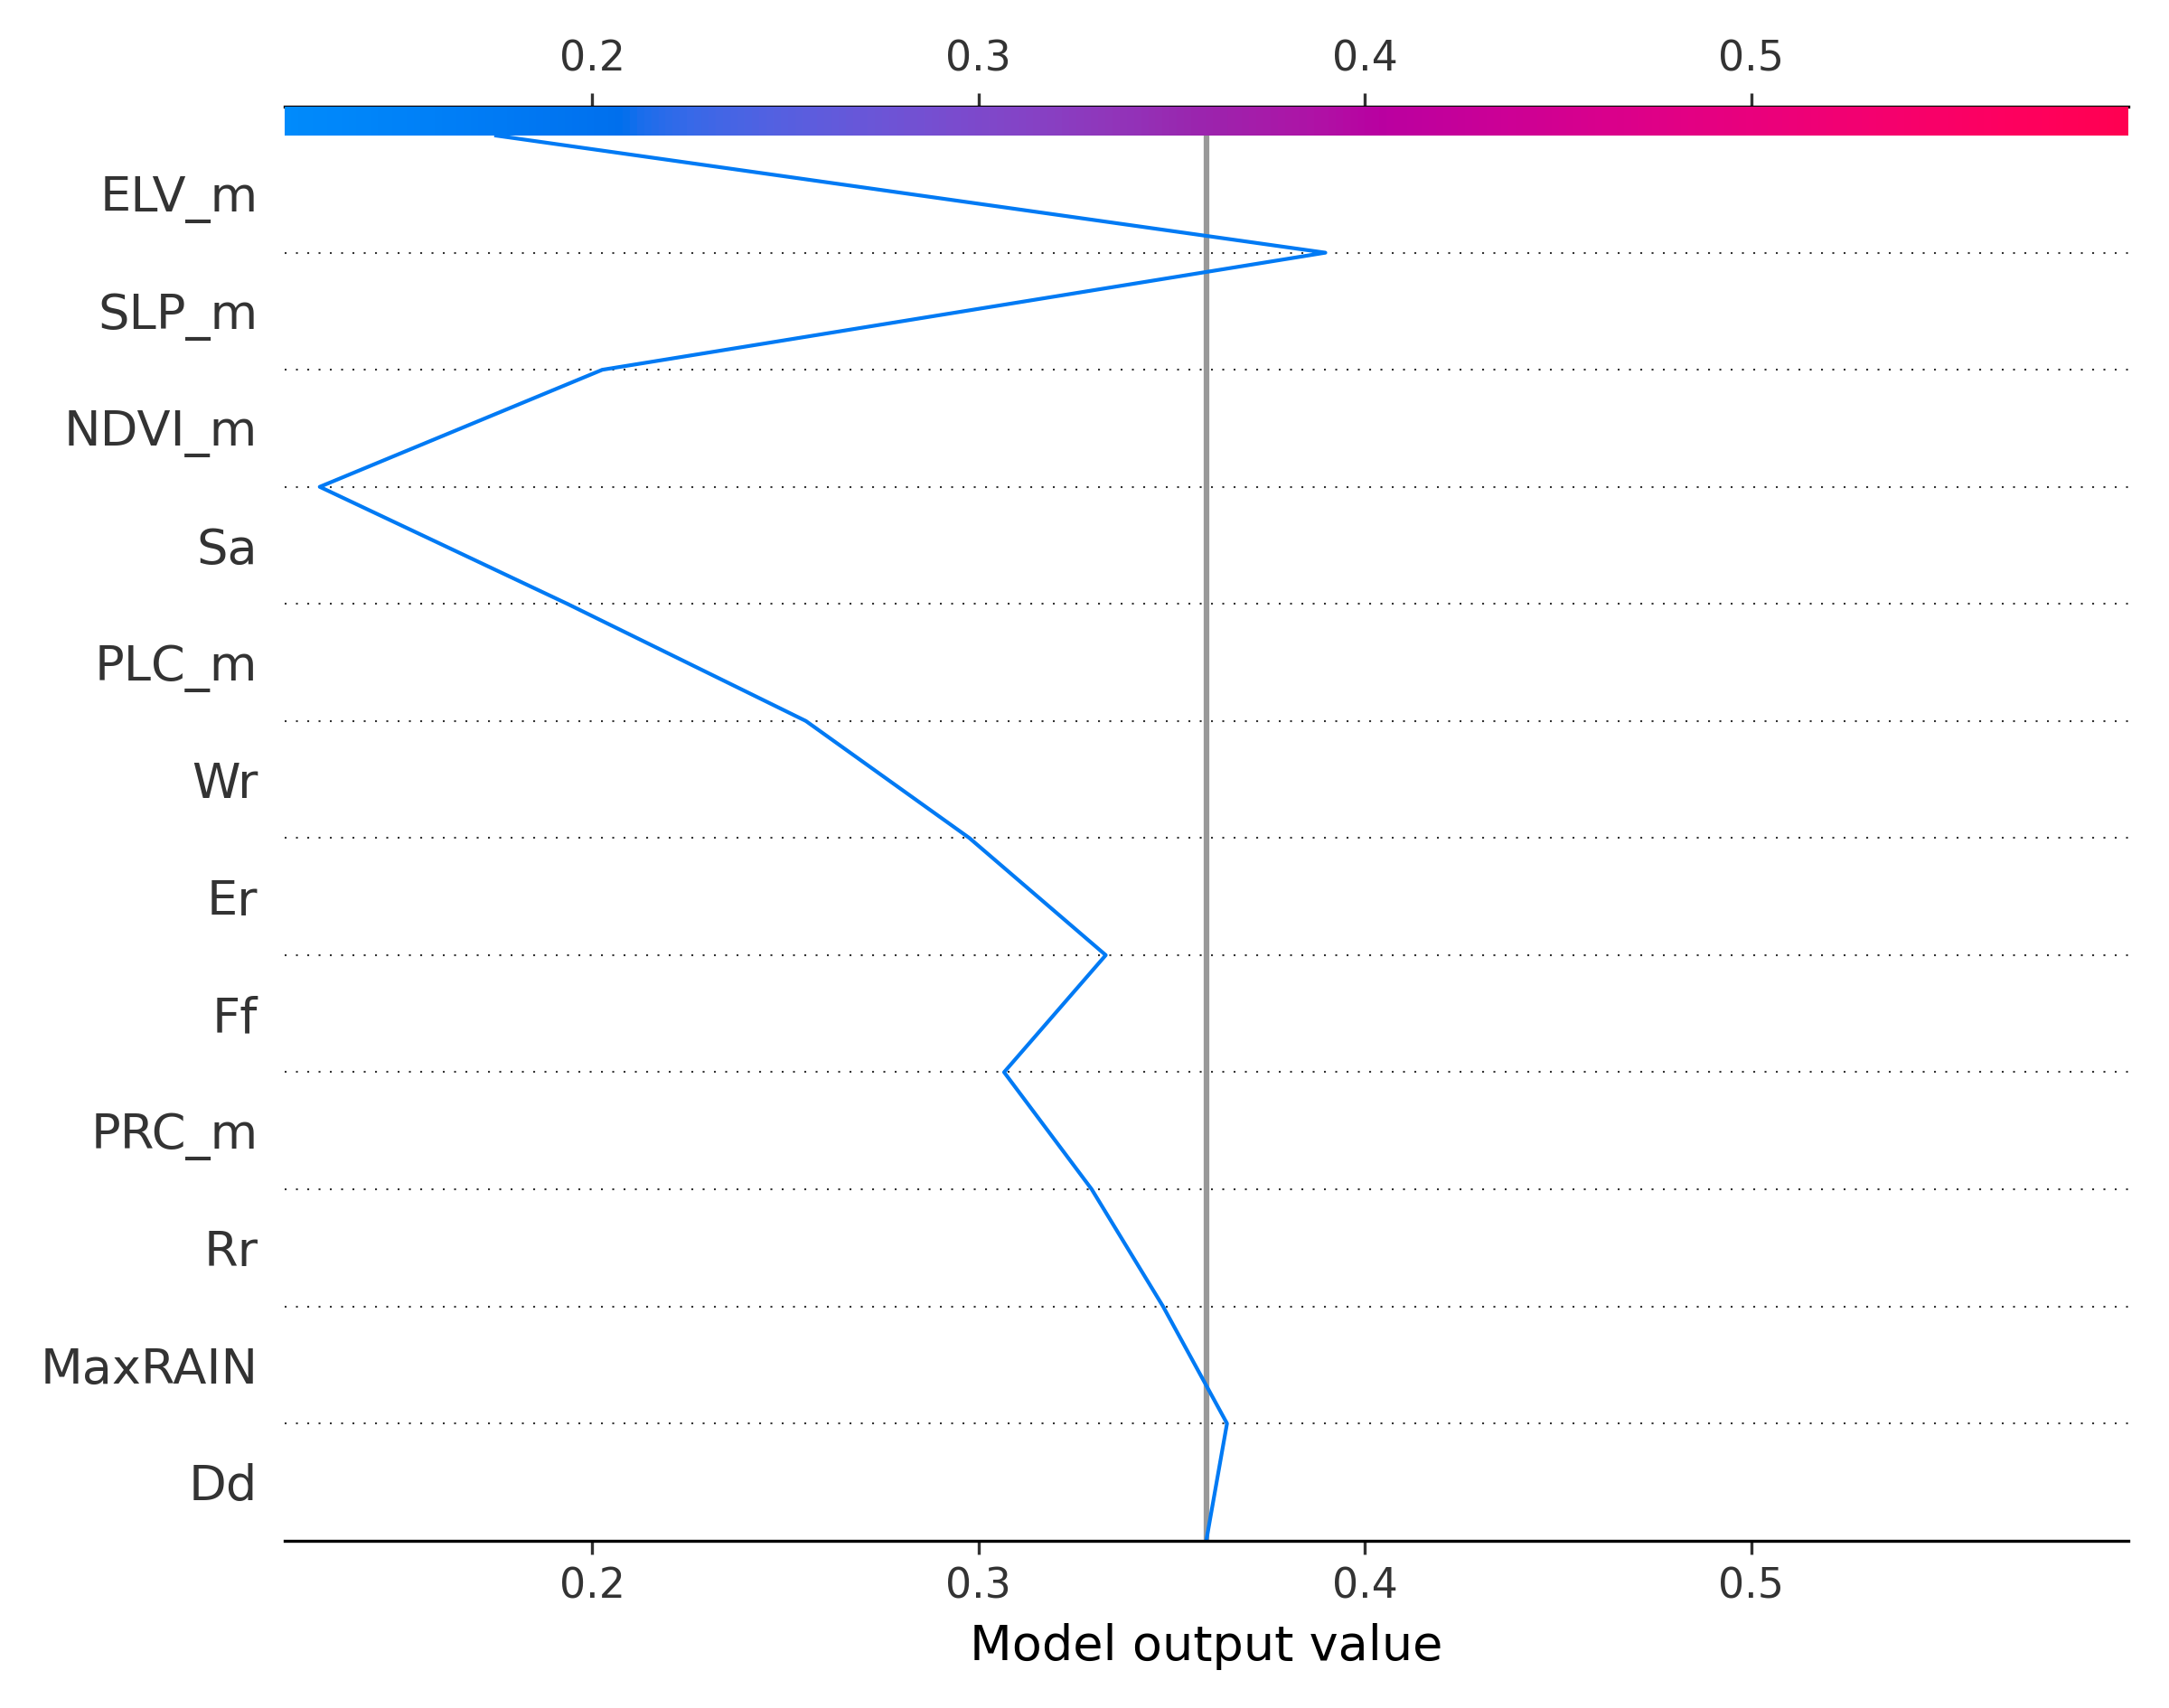 0.2 0.3 0.4 0.5
ELV_m
SLP_m
NDVI_m
Sa
PLC_m
Wr
Er
Ff
PRC_m
Rr
MaxRAIN
Dd
0.2 0.3 0.4 0.5
Model output value